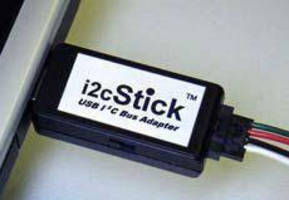 i2cStick™
USB I²C Bus Adapter